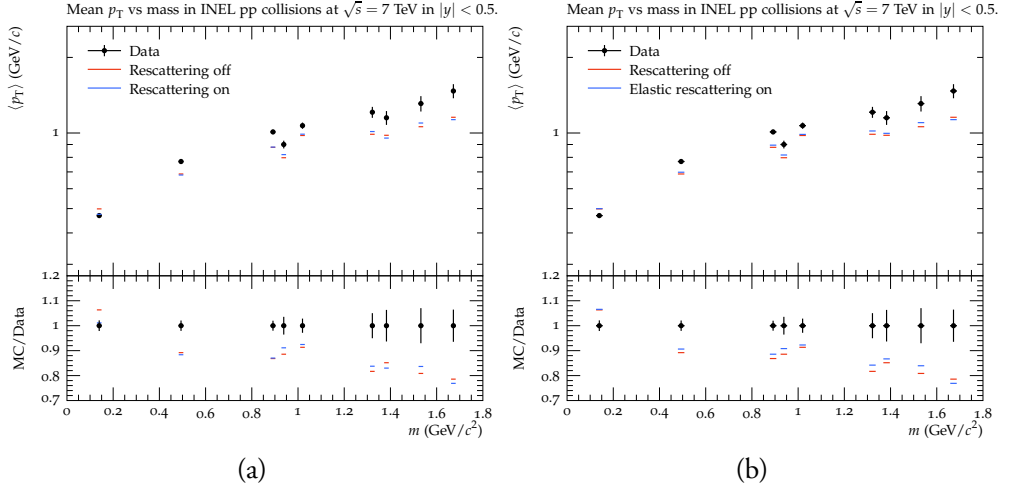 Mean p_T vs mass in INEL pp collisions at √s = 7 TeV in |y| < 0.5.
⟨p_T⟩ (GeV/c)
Data
Rescattering off
Rescattering on
1
1.2
1.1
1
0.9
0.8
0.7
MC/Data
0 0.2 0.4 0.6 0.8 1 1.2 1.4 1.6 1.8
m (GeV/c²)
(a)
Mean p_T vs mass in INEL pp collisions at √s = 7 TeV in |y| < 0.5.
⟨p_T⟩ (GeV/c)
Data
Rescattering off
Elastic rescattering on
1
1.2
1.1
1
0.9
0.8
0.7
MC/Data
0 0.2 0.4 0.6 0.8 1 1.2 1.4 1.6 1.8
m (GeV/c²)
(b)